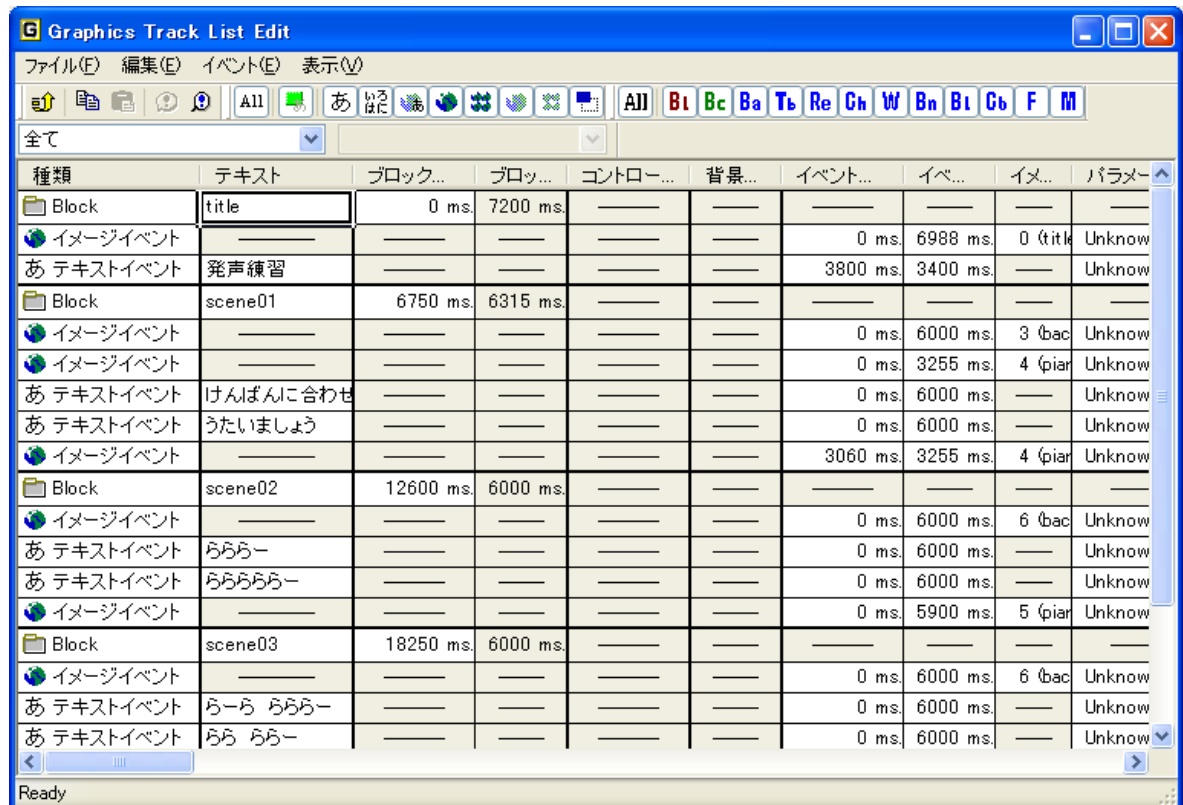 Graphics Track List Edit
ファイル(F) 編集(E) イベント(E) 表示(V)
All あ いろはに あ All Bt Bc Ba Tb Re Ch W Bn Bt Cb F M
全て
種類 テキスト ブロック... ブロッ... コントロー... 背景... イベント... イベ... イメ... パラメー
Block title 0 ms. 7200 ms.
イメージイベント 0 ms. 6988 ms. 0 (title Unknow
あ テキストイベント 発声練習 3800 ms. 3400 ms. Unknow
Block scene01 6750 ms. 6315 ms.
イメージイベント 0 ms. 6000 ms. 3 (bac Unknow
イメージイベント 0 ms. 3255 ms. 4 (pian Unknow
あ テキストイベント けんばんに合わせ 0 ms. 6000 ms. Unknow
あ テキストイベント うたいましょう 0 ms. 6000 ms. Unknow
イメージイベント 3060 ms. 3255 ms. 4 (pian Unknow
Block scene02 12600 ms. 6000 ms.
イメージイベント 0 ms. 6000 ms. 6 (bac Unknow
あ テキストイベント らららー 0 ms. 6000 ms. Unknow
あ テキストイベント らららららー 0 ms. 6000 ms. Unknow
イメージイベント 0 ms. 5900 ms. 5 (pian Unknow
Block scene03 18250 ms. 6000 ms.
イメージイベント 0 ms. 6000 ms. 6 (bac Unknow
あ テキストイベント らーら らららー 0 ms. 6000 ms. Unknow
あ テキストイベント らら ららー 0 ms. 6000 ms. Unknow
Ready